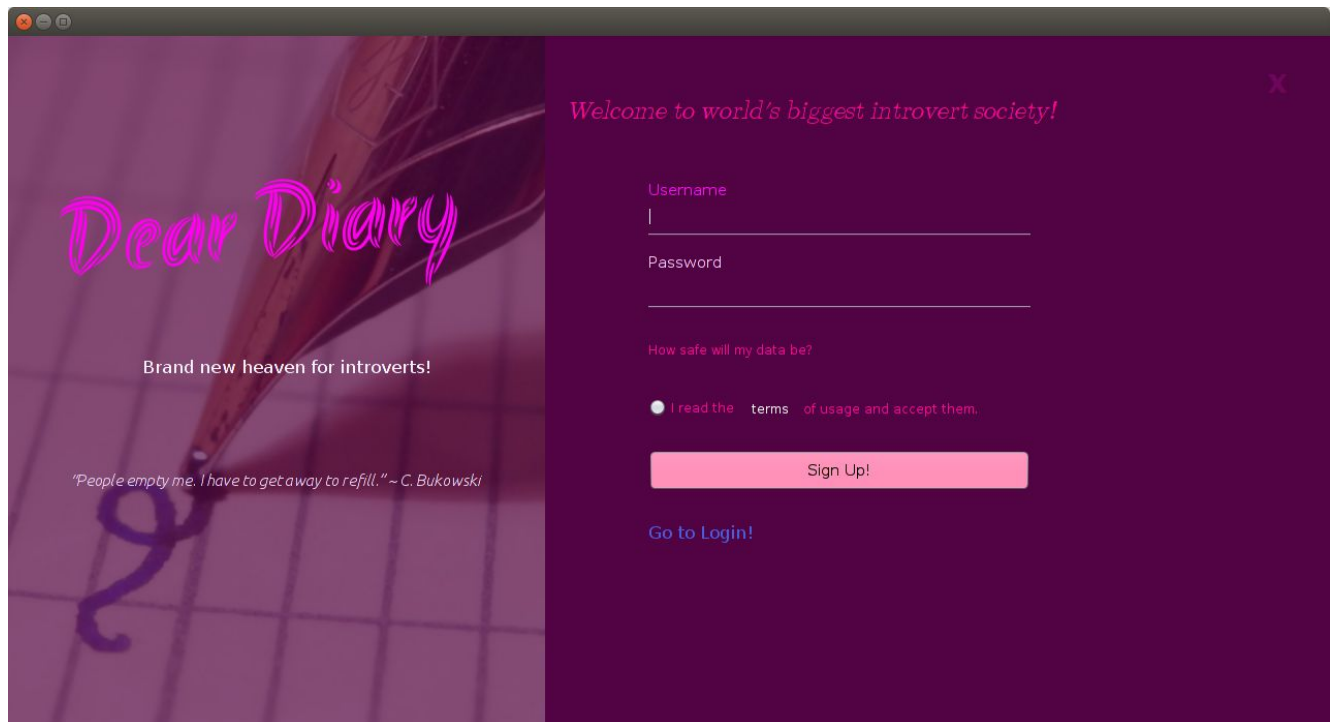 Dear Diary
Brand new heaven for introverts!
“People empty me. I have to get away to refill.” ~ C. Bukowski
X
Welcome to world's biggest introvert society!
Username
Password
How safe will my data be?
I read the terms of usage and accept them.
Sign Up!
Go to Login!